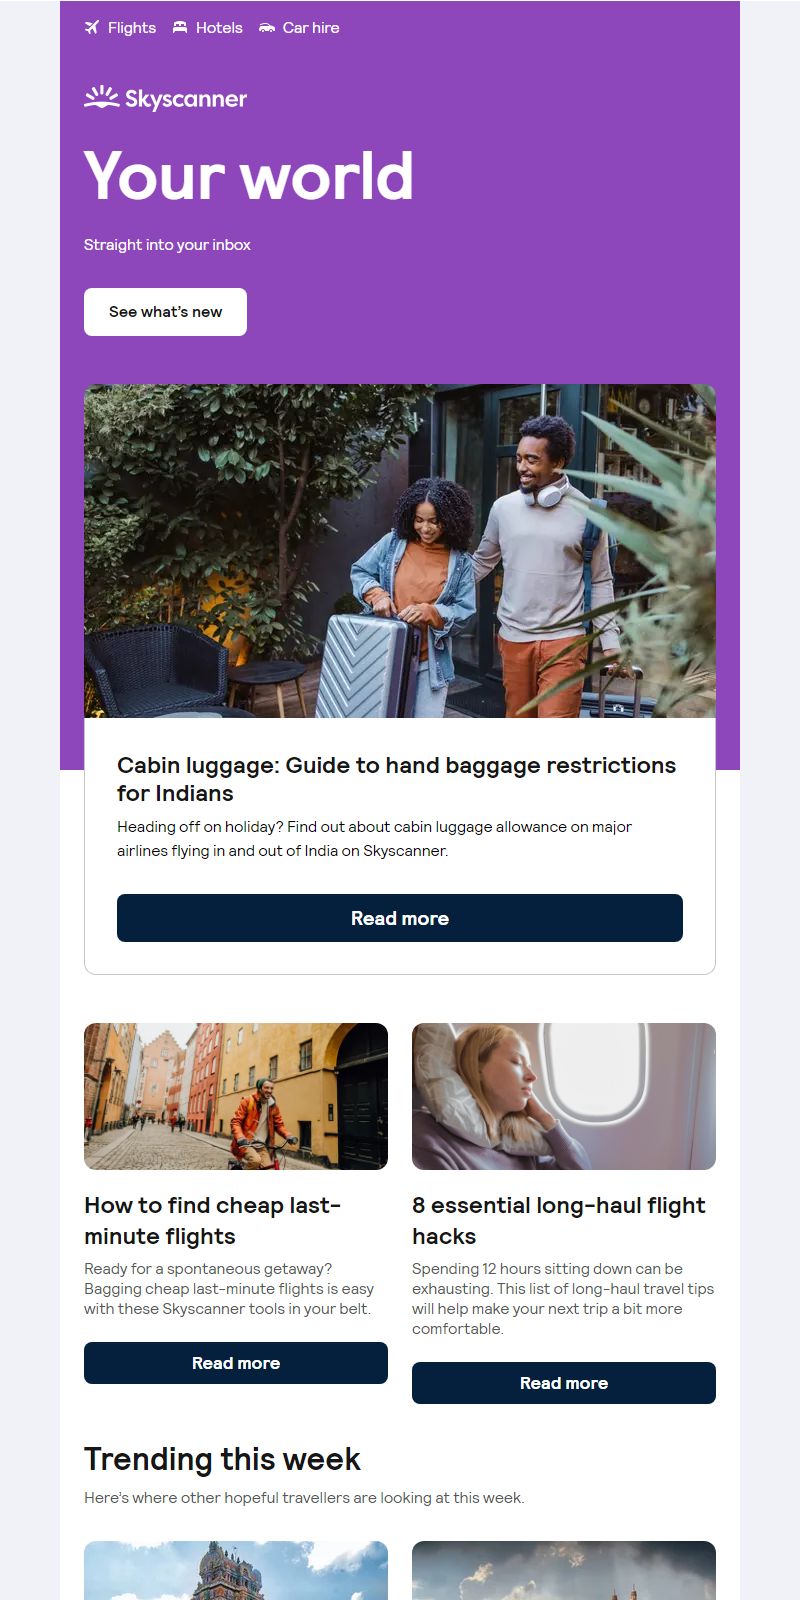 Flights Hotels Car hire
Skyscanner
Your world
Straight into your inbox
See what's new
Cabin luggage: Guide to hand baggage restrictions
for Indians
Heading off on holiday? Find out about cabin luggage allowance on major
airlines flying in and out of India on Skyscanner.
Read more
How to find cheap last-
minute flights
Ready for a spontaneous getaway?
Bagging cheap last-minute flights is easy
with these Skyscanner tools in your belt.
Read more
8 essential long-haul flight
hacks
Spending 12 hours sitting down can be
exhausting. This list of long-haul travel tips
will help make your next trip a bit more
comfortable.
Read more
Trending this week
Here's where other hopeful travellers are looking at this week.